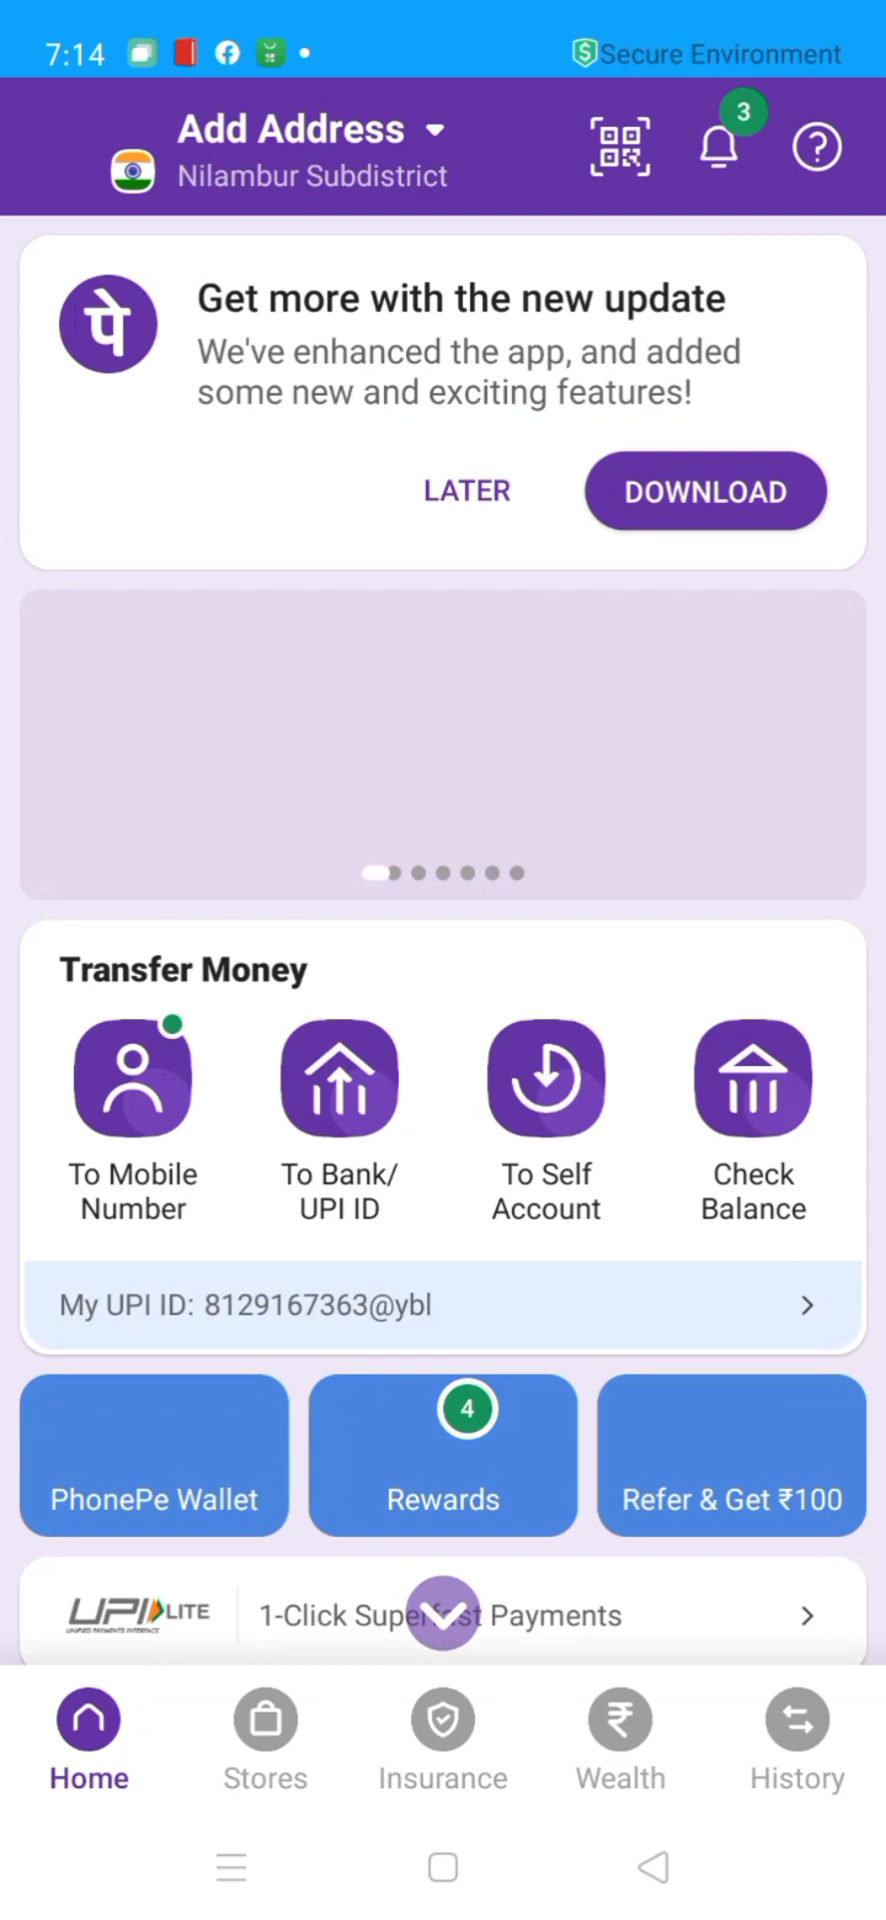 7:14
Secure Environment
Add Address
Nilambur Subdistrict
3
पे
Get more with the new update
We've enhanced the app, and added
some new and exciting features!
LATER
DOWNLOAD
Transfer Money
To Mobile
Number
To Bank/
UPI ID
To Self
Account
Check
Balance
My UPI ID: 8129167363@ybl
PhonePe Wallet
4
Rewards
Refer & Get ₹100
UPI LITE
UNIFIED PAYMENTS INTERFACE
1-Click Superfast Payments
Home
Stores
Insurance
Wealth
History